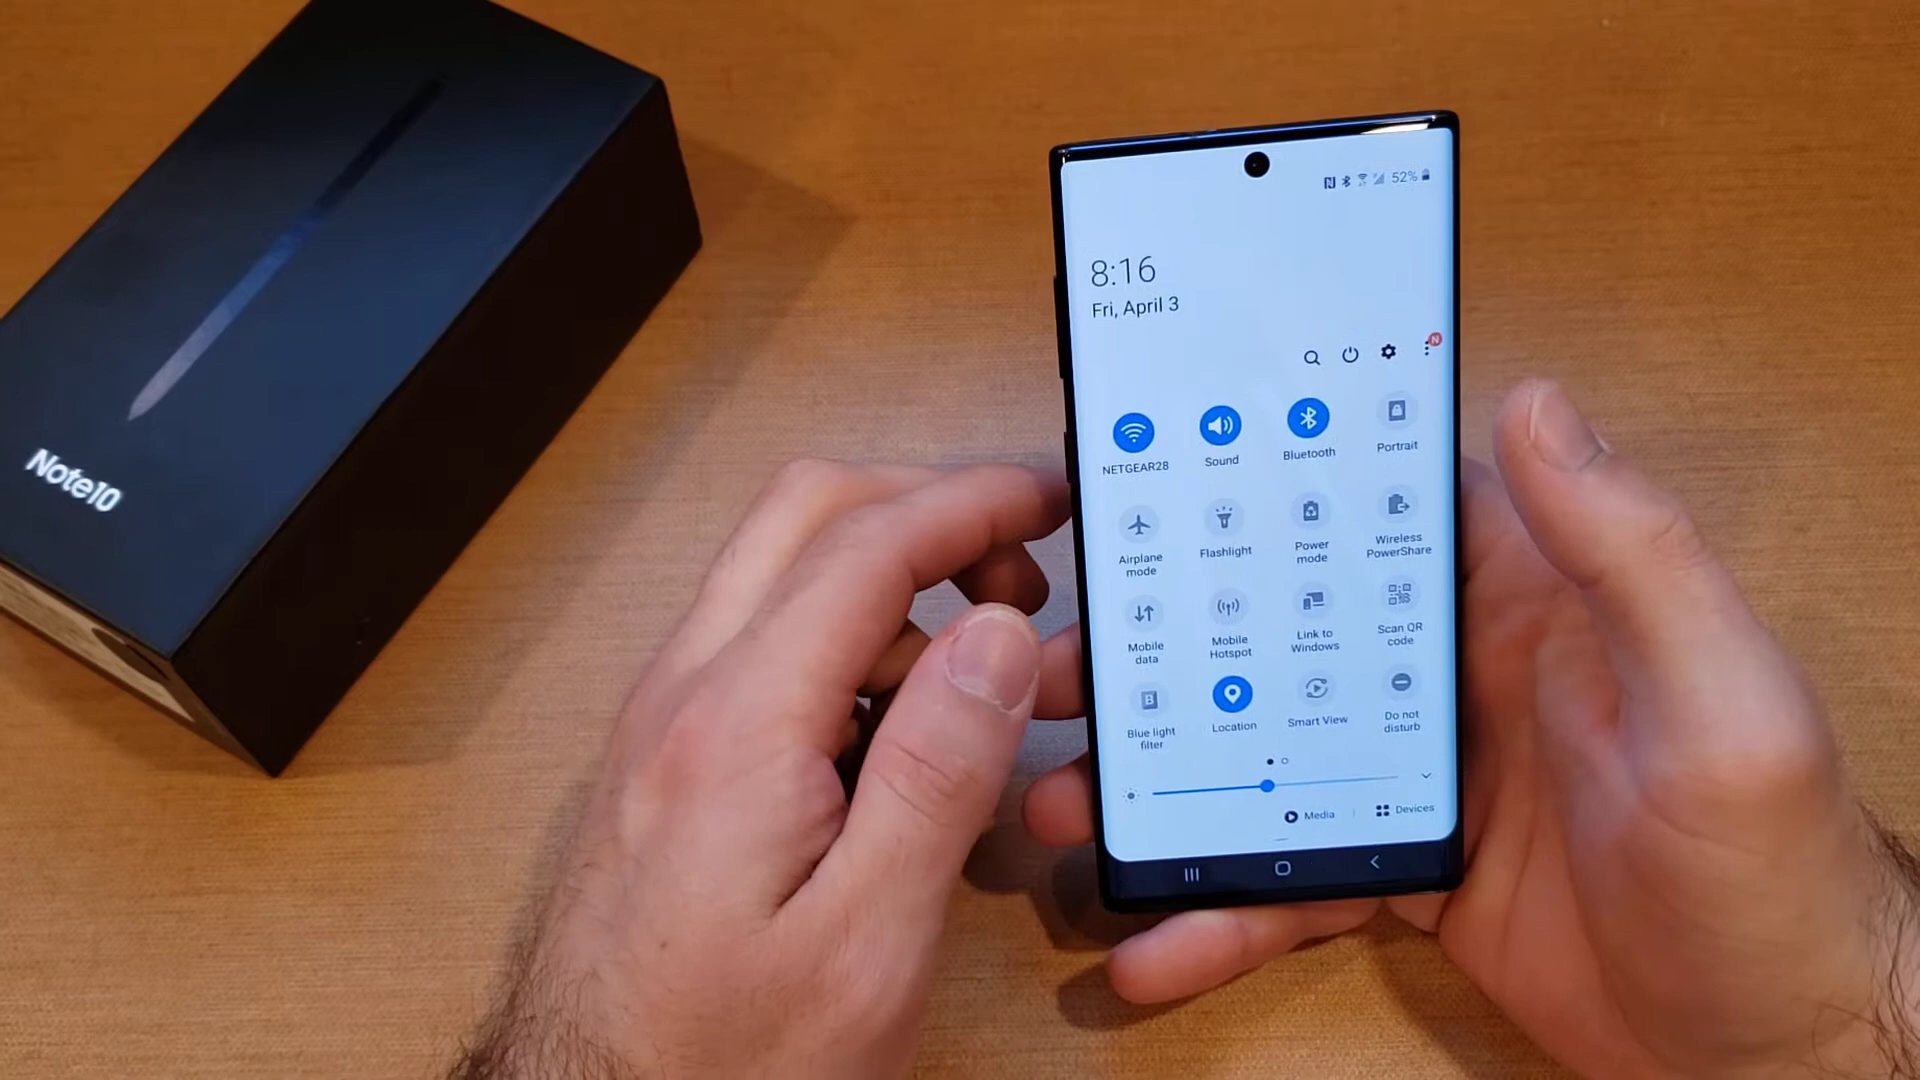 Note10
52%
8:16
Fri, April 3
N
NETGEAR28
Sound
Bluetooth
Portrait
Airplane
mode
Flashlight
Power
mode
Wireless
PowerShare
Mobile
data
Mobile
Hotspot
Link to
Windows
Scan QR
code
B
Blue light
filter
Location
Smart View
Do not
disturb
Media
Devices